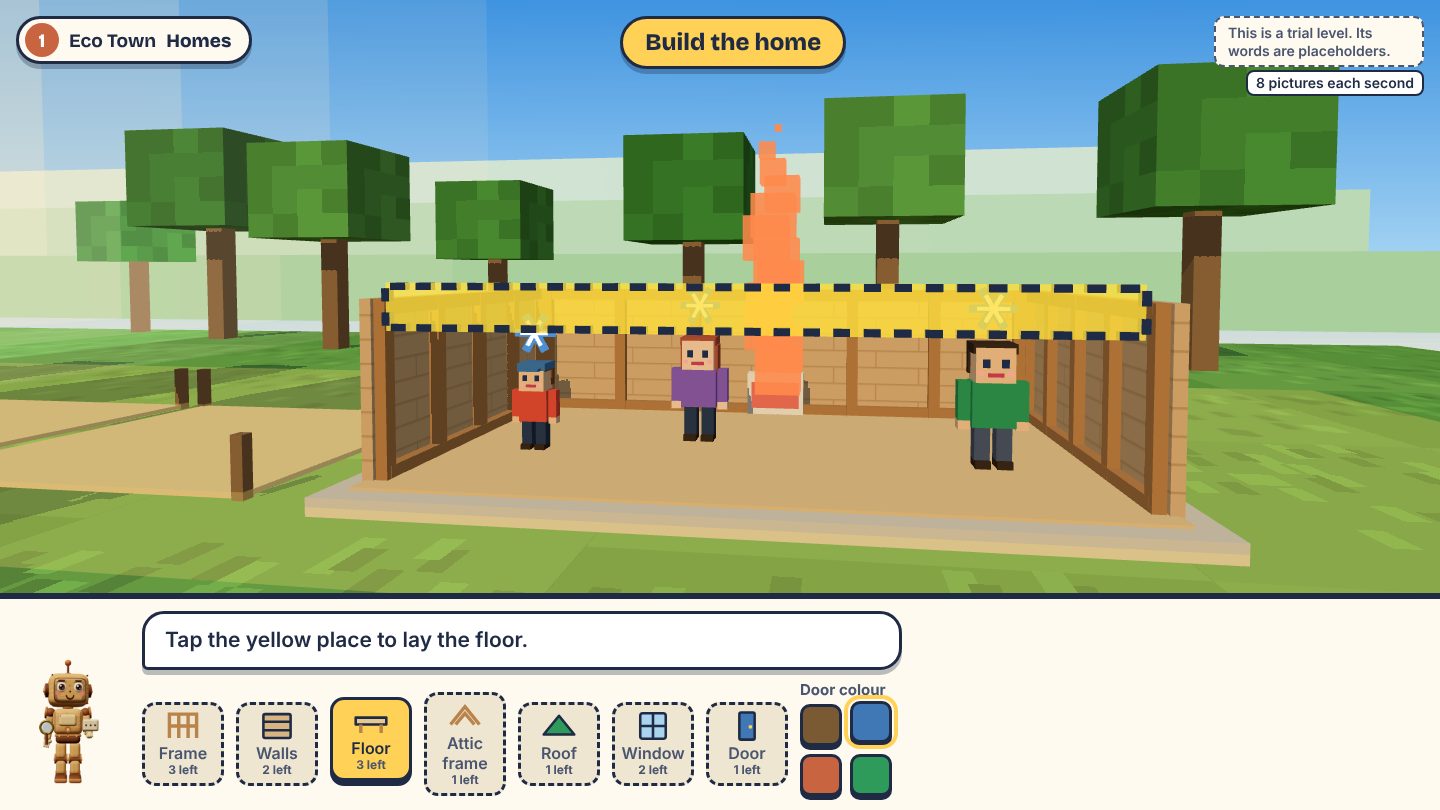 1 Eco Town Homes
Build the home
This is a trial level. Its
words are placeholders.
8 pictures each second
Tap the yellow place to lay the floor.
Door colour
Frame
3 left
Walls
2 left
Floor
3 left
Attic
frame
1 left
Roof
1 left
Window
2 left
Door
1 left